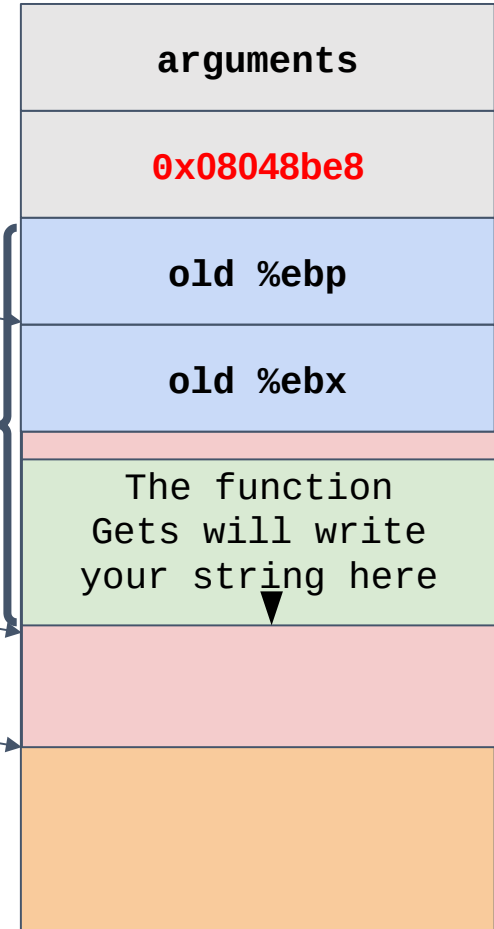 arguments
0x08048be8
old %ebp
old %ebx
The function
Gets will write
your string here